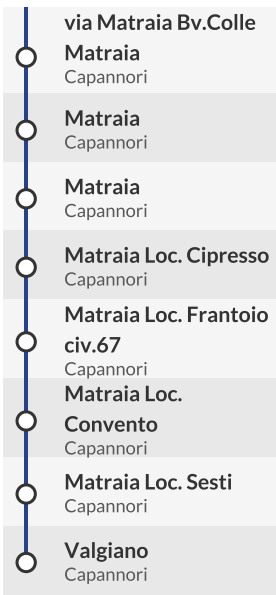 via Matraia Bv.Colle
Matraia
Capannori
Matraia
Capannori
Matraia
Capannori
Matraia Loc. Cipresso
Capannori
Matraia Loc. Frantoio
civ.67
Capannori
Matraia Loc.
Convento
Capannori
Matraia Loc. Sesti
Capannori
Valgiano
Capannori